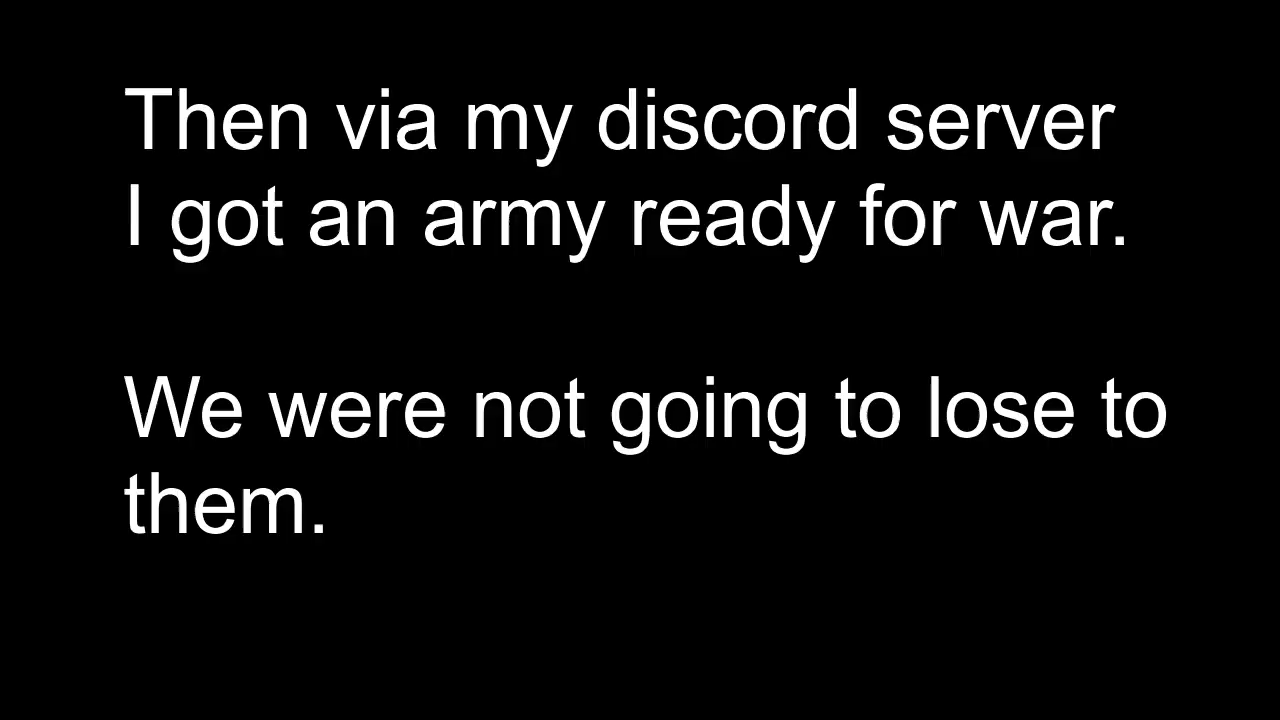 Then via my discord server
I got an army ready for war.
We were not going to lose to
them.